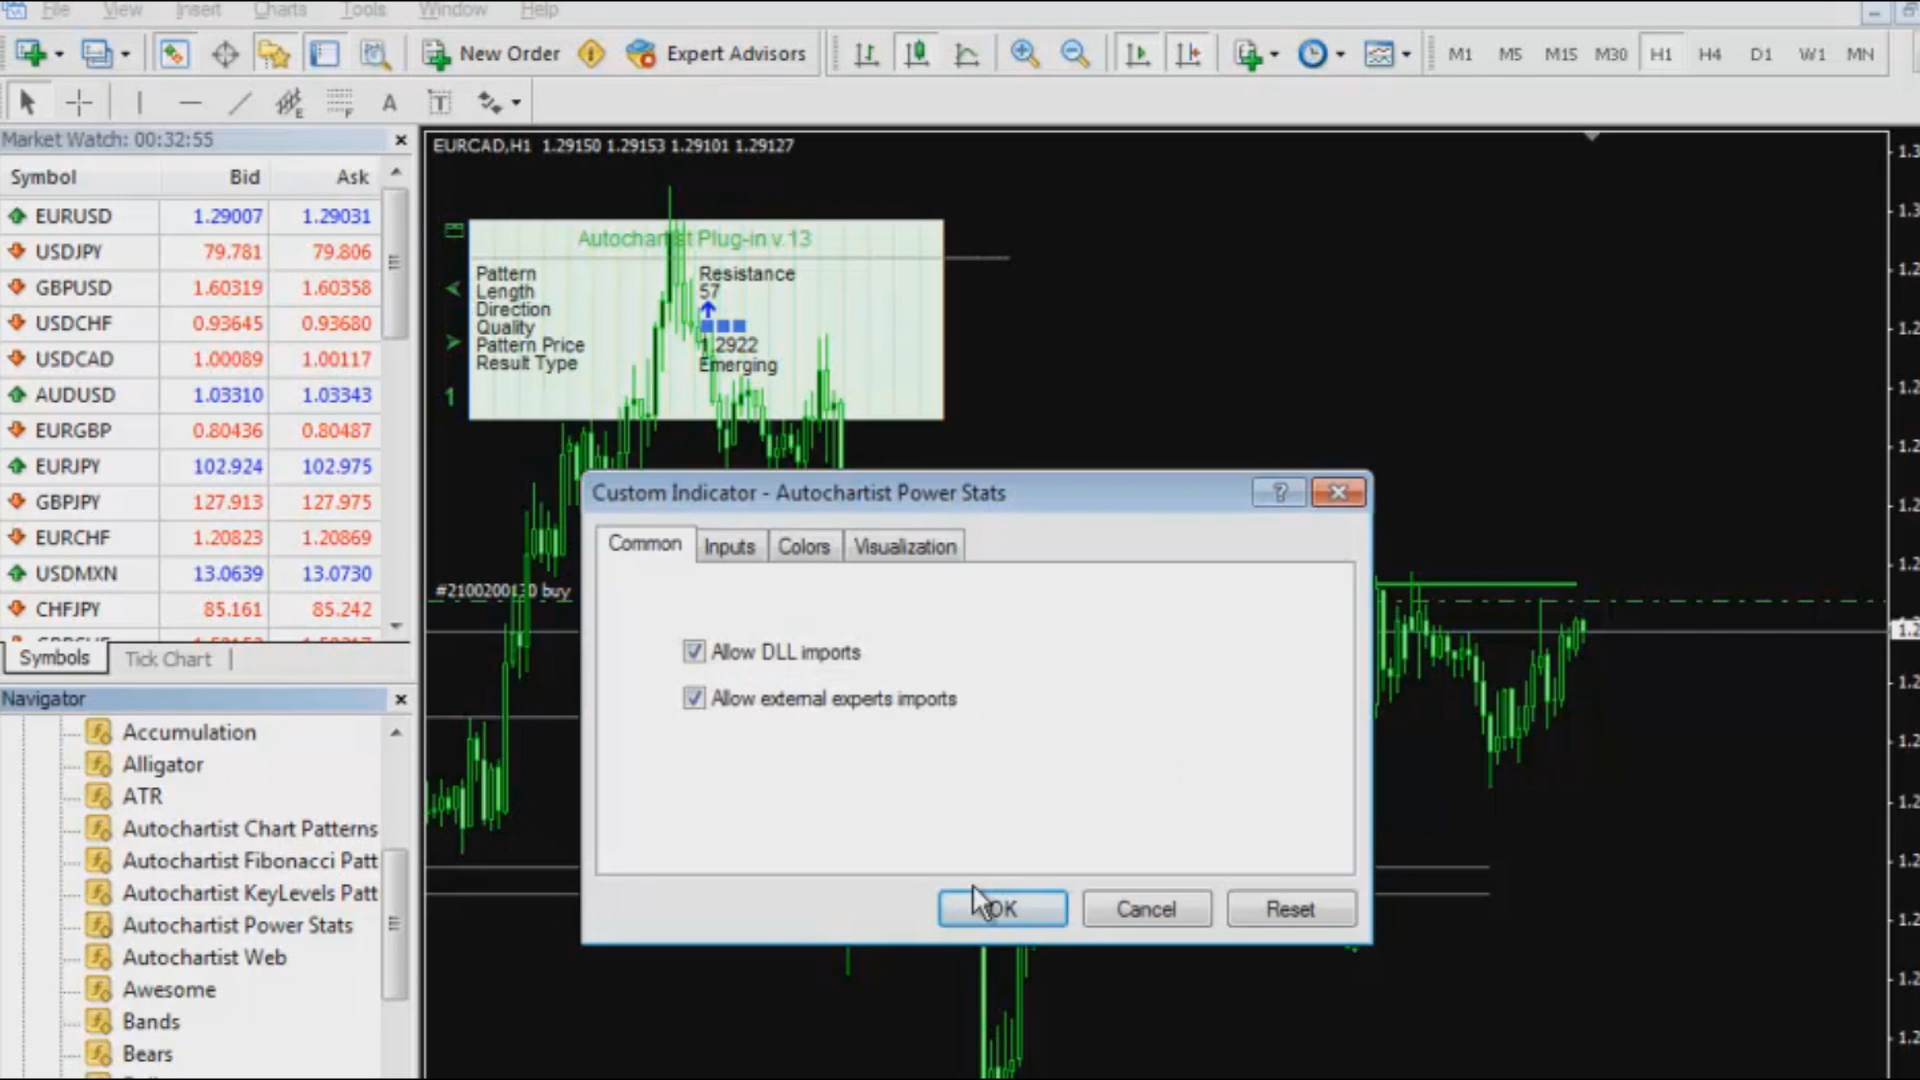 File View Insert Charts Tools Window Help
New Order Expert Advisors M1 M5 M15 M30 H1 H4 D1 W1 MN
E F A T
Market Watch: 00:32:55
Symbol Bid Ask
EURUSD 1.29007 1.29031
USDJPY 79.781 79.806
GBPUSD 1.60319 1.60358
USDCHF 0.93645 0.93680
USDCAD 1.00089 1.00117
AUDUSD 1.03310 1.03343
EURGBP 0.80436 0.80487
EURJPY 102.924 102.975
GBPJPY 127.913 127.975
EURCHF 1.20823 1.20869
USDMXN 13.0639 13.0730
CHFJPY 85.161 85.242
Symbols Tick Chart
Navigator
Accumulation
Alligator
ATR
Autochartist Chart Patterns
Autochartist Fibonacci Patt
Autochartist KeyLevels Patt
Autochartist Power Stats
Autochartist Web
Awesome
Bands
Bears
EURCAD,H1 1.29150 1.29153 1.29101 1.29127
Autochartist Plug-in v.13
Pattern Resistance
Length 57
Direction
Quality
Pattern Price 1.2922
Result Type Emerging
1
#2100200130 buy
Custom Indicator - Autochartist Power Stats
Common Inputs Colors Visualization
Allow DLL imports
Allow external experts imports
OK Cancel Reset